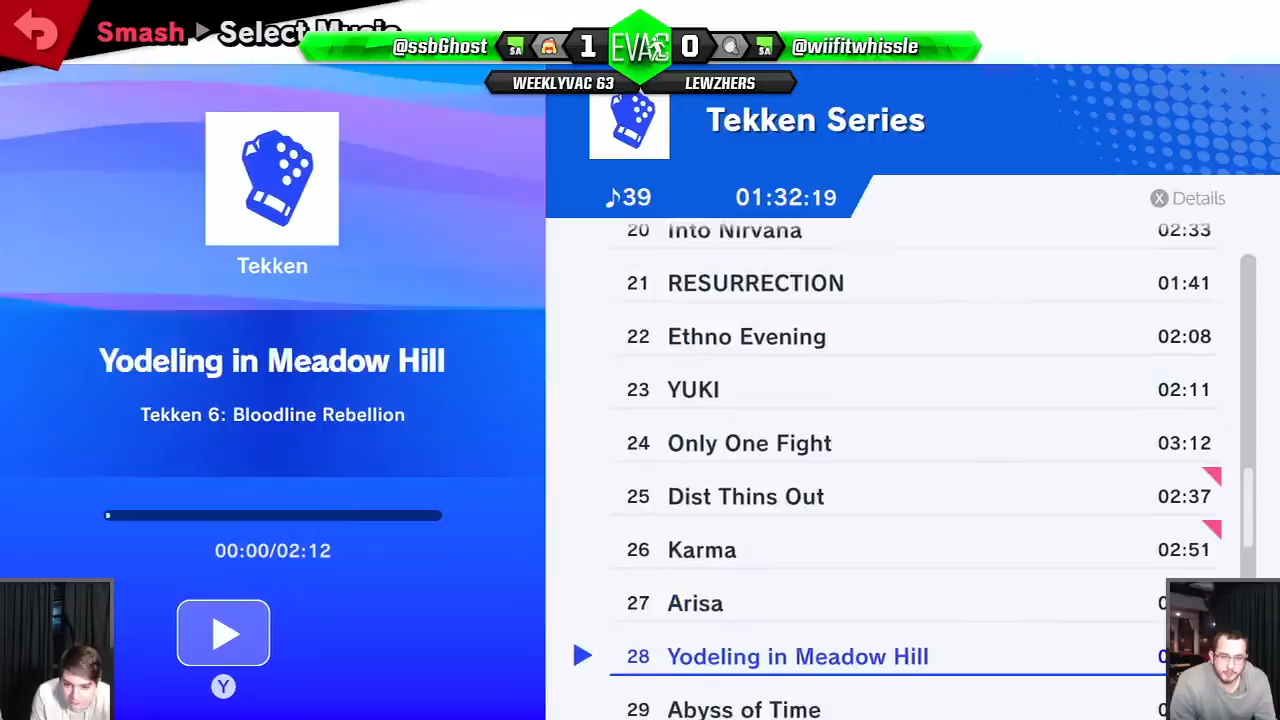 Smash ▶ Select Music
@ssbGhost SA 1 EVAC 0 SA @wiifitwhissle
WEEKLYVAC 63 LEWZHERS
Tekken
Yodeling in Meadow Hill
Tekken 6: Bloodline Rebellion
00:00/02:12
Y
Tekken Series
♪39 01:32:19
X Details
20 Into Nirvana 02:33
21 RESURRECTION 01:41
22 Ethno Evening 02:08
23 YUKI 02:11
24 Only One Fight 03:12
25 Dist Thins Out 02:37
26 Karma 02:51
27 Arisa
28 Yodeling in Meadow Hill
29 Abyss of Time